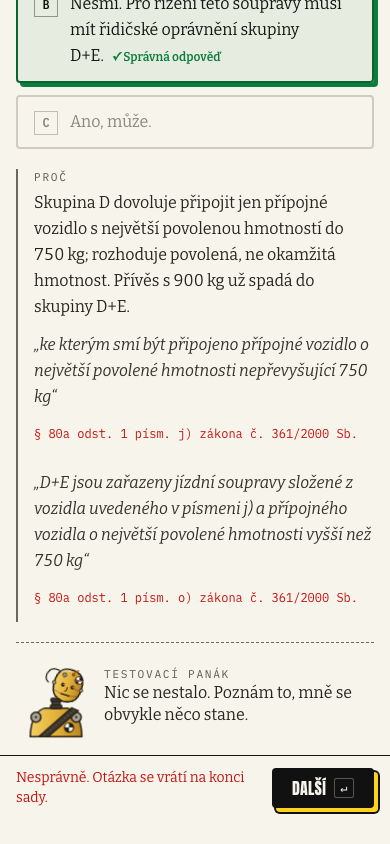 B Nesmí. Pro řízení této soupravy musí
mít řidičské oprávnění skupiny
D+E. ✓Správná odpověď
C Ano, může.
PROČ
Skupina D dovoluje připojit jen přípojné
vozidlo s největší povolenou hmotností do
750 kg; rozhoduje povolená, ne okamžitá
hmotnost. Přívěs s 900 kg už spadá do
skupiny D+E.
„ke kterým smí být připojeno přípojné vozidlo o
největší povolené hmotnosti nepřevyšující 750
kg“
§ 80a odst. 1 písm. j) zákona č. 361/2000 Sb.
„D+E jsou zařazeny jízdní soupravy složené z
vozidla uvedeného v písmeni j) a přípojného
vozidla o největší povolené hmotnosti vyšší než
750 kg“
§ 80a odst. 1 písm. o) zákona č. 361/2000 Sb.
TESTOVACÍ PANÁK
Nic se nestalo. Poznám to, mně se
obvykle něco stane.
Nesprávně. Otázka se vrátí na konci
sady.
DALŠÍ ↵